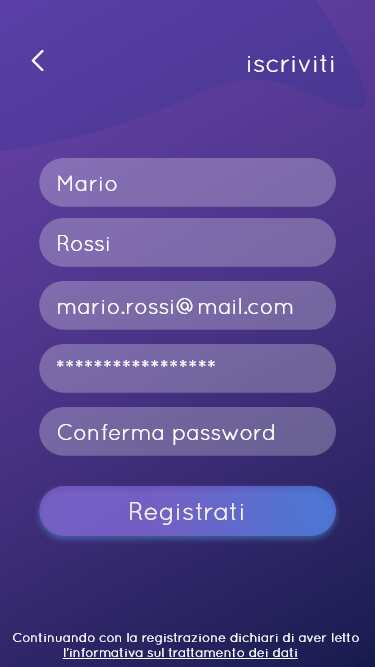 iscriviti
Mario
Rossi
mario.rossi@mail.com
*****************
Conferma password
Registrati
Continuando con la registrazione dichiari di aver letto
l'informativa sul trattamento dei dati